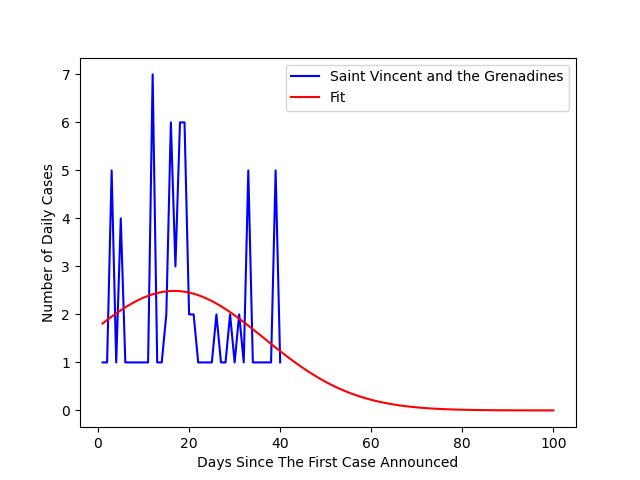 Saint Vincent and the Grenadines
Fit
7
6
5
4
3
2
1
0
Number of Daily Cases
0 20 40 60 80 100
Days Since The First Case Announced